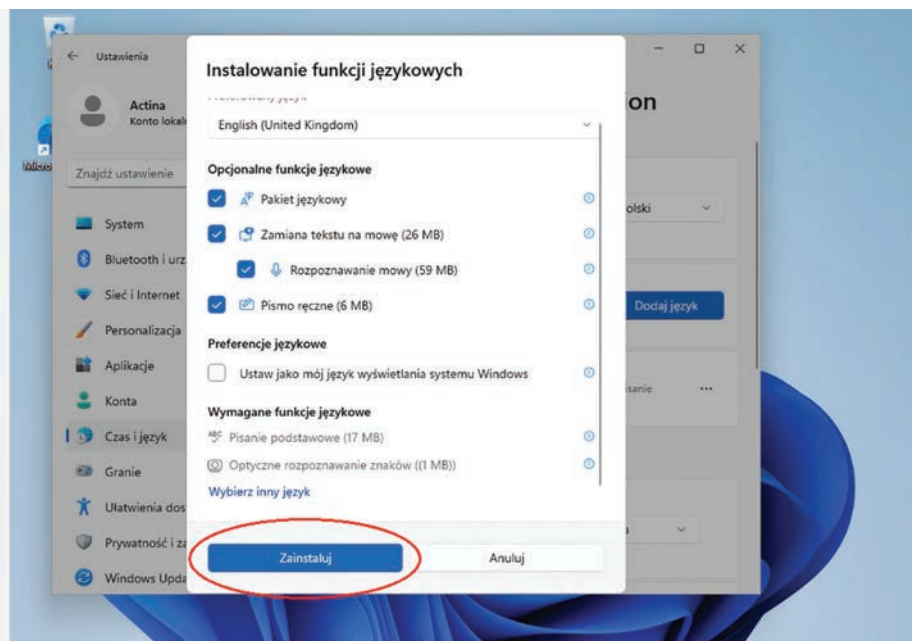 Ustawienia
Actina
Konto lokaln
Znajdź ustawienie
System
Bluetooth i urz
Sieć i Internet
Personalizacja
Aplikacje
Konta
Czas i język
Granie
Ułatwienia dos
Prywatność i za
Windows Upda
Instalowanie funkcji językowych
English (United Kingdom)
Opcjonalne funkcje językowe
Pakiet językowy
Zamiana tekstu na mowę (26 MB)
Rozpoznawanie mowy (59 MB)
Pismo ręczne (6 MB)
Preferencje językowe
Ustaw jako mój język wyświetlania systemu Windows
Wymagane funkcje językowe
ABC Pisanie podstawowe (17 MB)
Optyczne rozpoznawanie znaków ((1 MB))
Wybierz inny język
Zainstaluj
Anuluj
on
olski
Dodaj język
isanie